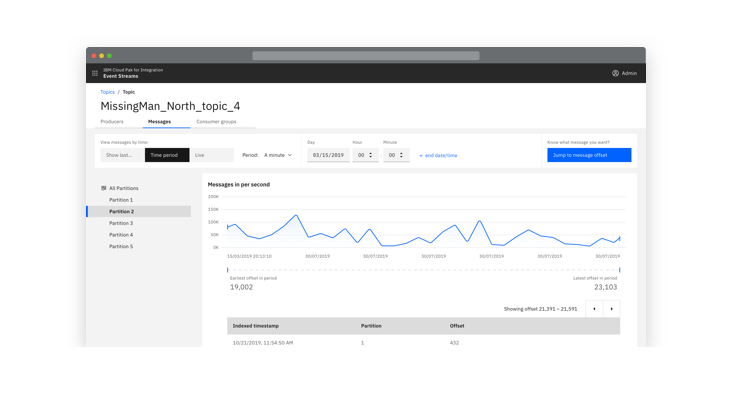 IBM Cloud Pak for Integration
Event Streams
Admin
Topics / Topic
MissingMan_North_topic_4
Producers Messages Consumer groups
View messages by time:
Show last... Time period Live
Period: A minute
Day Hour Minute
03/15/2019 00 00
+ end date/time
Know what message you want?
Jump to message offset
All Partitions
Partition 1
Partition 2
Partition 3
Partition 4
Partition 5
Messages in per second
200K
150K
100K
50K
0K
15/03/2019 20:13:10 30/07/2019 30/07/2019 30/07/2019 30/07/2019 30/07/2019 30/07/2019
Earliest offset in period Latest offset in period
19,002 23,103
Showing offset 21,391 – 21,591
Indexed timestamp Partition Offset
10/21/2019, 11:54:50 AM 1 432